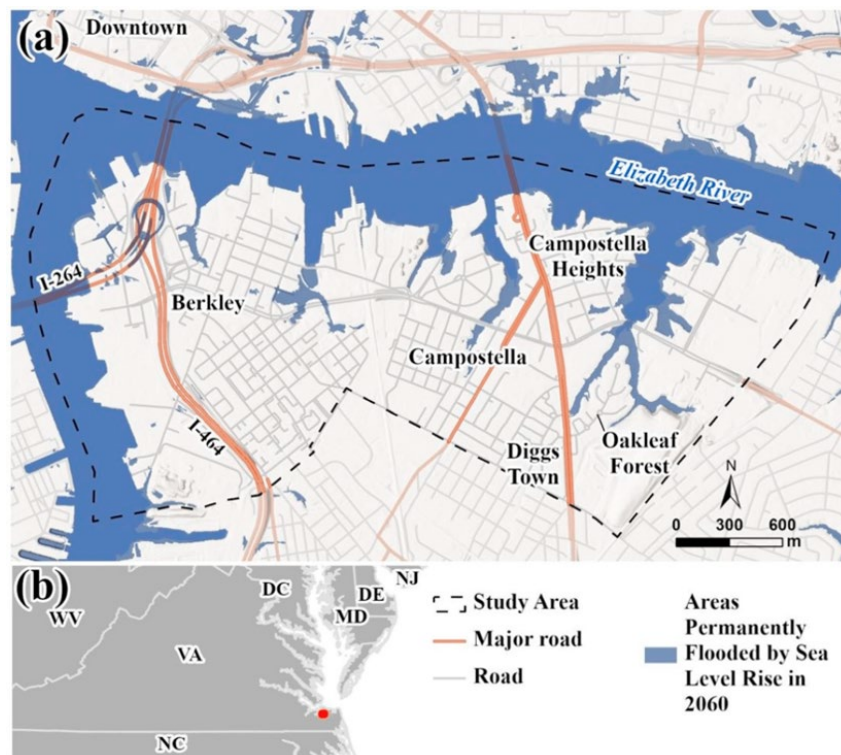 (a)
Downtown
Elizabeth River
Campostella
Heights
I-264
Berkley
Campostella
I-464
Diggs
Town
Oakleaf
Forest
N
0 300 600
m
(b)
WV
DC
NJ
DE
MD
VA
NC
Study Area
Major road
Road
Areas
Permanently
Flooded by Sea
Level Rise in
2060